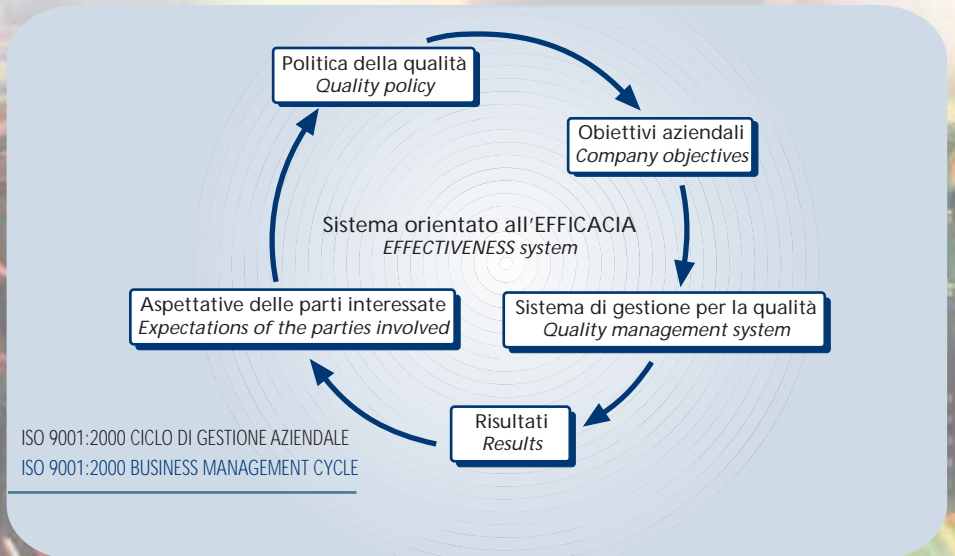 Politica della qualità
Quality policy
Obiettivi aziendali
Company objectives
Sistema orientato all'EFFICACIA
EFFECTIVENESS system
Aspettative delle parti interessate
Expectations of the parties involved
Sistema di gestione per la qualità
Quality management system
Risultati
Results
ISO 9001:2000 CICLO DI GESTIONE AZIENDALE
ISO 9001:2000 BUSINESS MANAGEMENT CYCLE